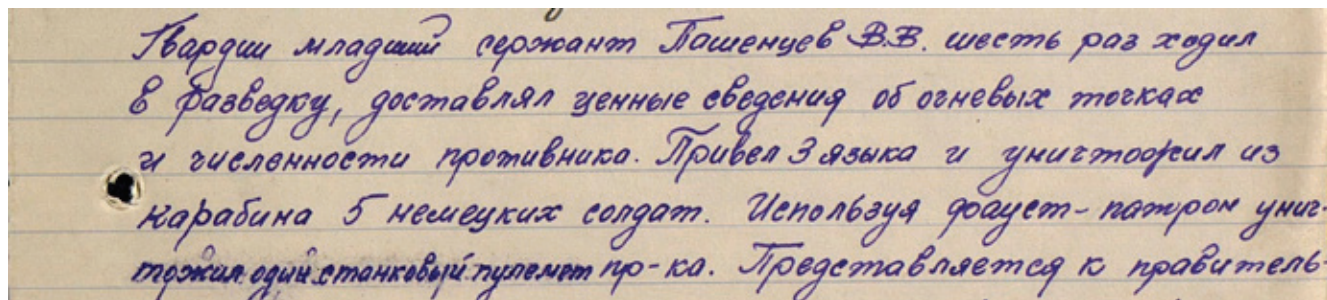 Гвардии младший сержант Пашенцев В.В. шесть раз ходил
в разведку, доставлял ценные сведения об огневых точках
и численности противника. Привел 3 языка и уничтожил из
карабина 5 немецких солдат. Используя фауст-патрон унич-
тожил один станковый пулемет пр-ка. Представляется к правитель-